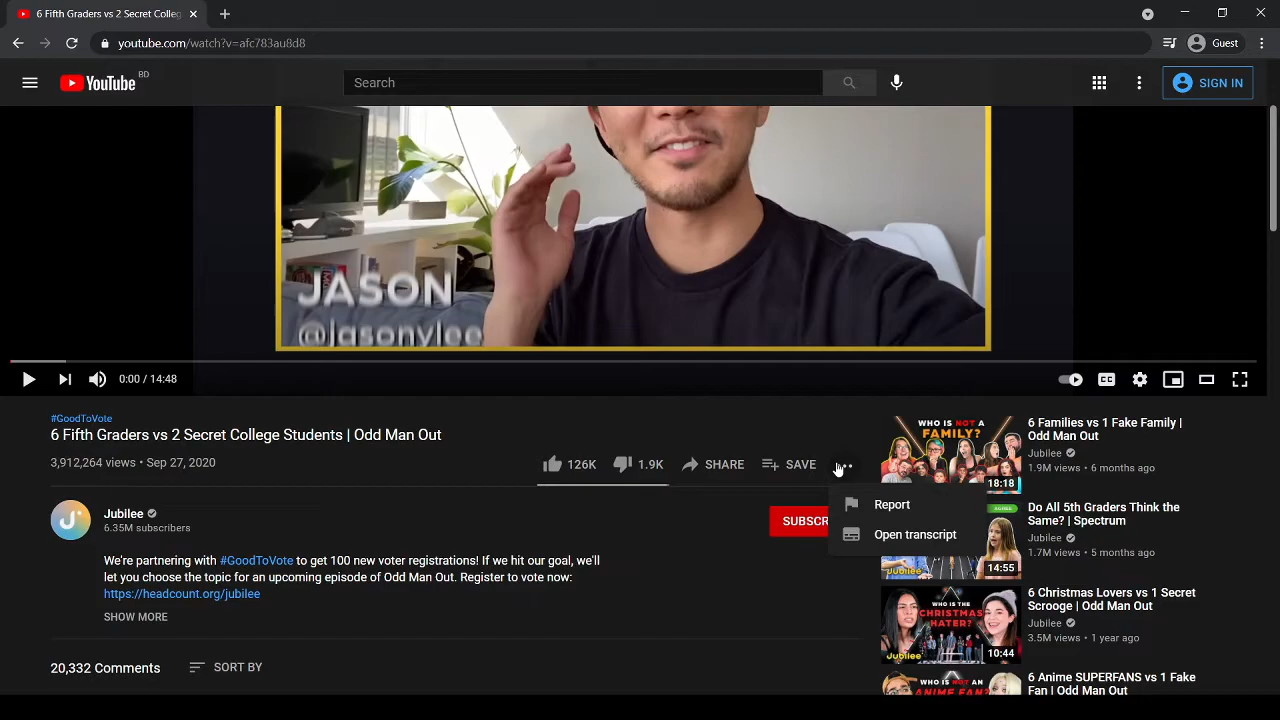 6 Fifth Graders vs 2 Secret Colleg
youtube.com/watch?v=afc783au8d8
Guest
YouTube BD
Search
SIGN IN
JASON
@jasonylee
0:00 / 14:48
CC
#GoodToVote
6 Fifth Graders vs 2 Secret College Students | Odd Man Out
3,912,264 views • Sep 27, 2020
126K
1.9K
SHARE
SAVE
Report
Open transcript
Jubilee
6.35M subscribers
SUBSCR
We're partnering with #GoodToVote to get 100 new voter registrations! If we hit our goal, we'll
let you choose the topic for an upcoming episode of Odd Man Out. Register to vote now:
https://headcount.org/jubilee
SHOW MORE
20,332 Comments
SORT BY
WHO IS NOT A
FAMILY?
18:18
6 Families vs 1 Fake Family |
Odd Man Out
Jubilee
1.9M views • 6 months ago
AGREE
Jubilee
14:55
Do All 5th Graders Think the
Same? | Spectrum
Jubilee
1.7M views • 5 months ago
WHO IS THE
CHRISTMAS
HATER?
Jubilee
10:44
6 Christmas Lovers vs 1 Secret
Scrooge | Odd Man Out
Jubilee
3.5M views • 1 year ago
WHO IS NOT AN
ANIME FAN?
6 Anime SUPERFANS vs 1 Fake
Fan | Odd Man Out